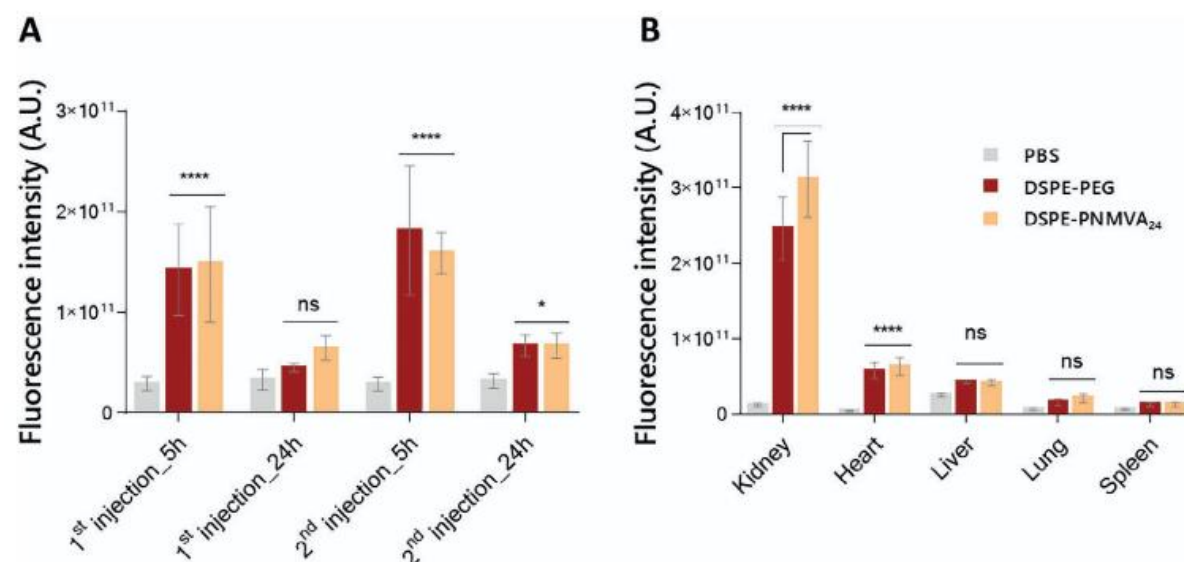 A
Fluorescence intensity (A.U.)
3×10¹¹
2×10¹¹
1×10¹¹
0
****
ns
****
*
1ˢᵗ injection_5h
1ˢᵗ injection_24h
2ⁿᵈ injection_5h
2ⁿᵈ injection_24h
B
Fluorescence intensity (A.U.)
4×10¹¹
3×10¹¹
2×10¹¹
1×10¹¹
0
****
****
ns
ns
ns
PBS
DSPE-PEG
DSPE-PNMVA₂₄
Kidney
Heart
Liver
Lung
Spleen